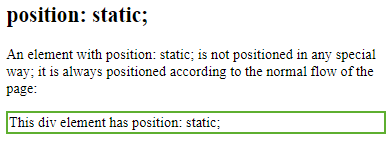 position: static;
An element with position: static; is not positioned in any special
way; it is always positioned according to the normal flow of the
page:
This div element has position: static;